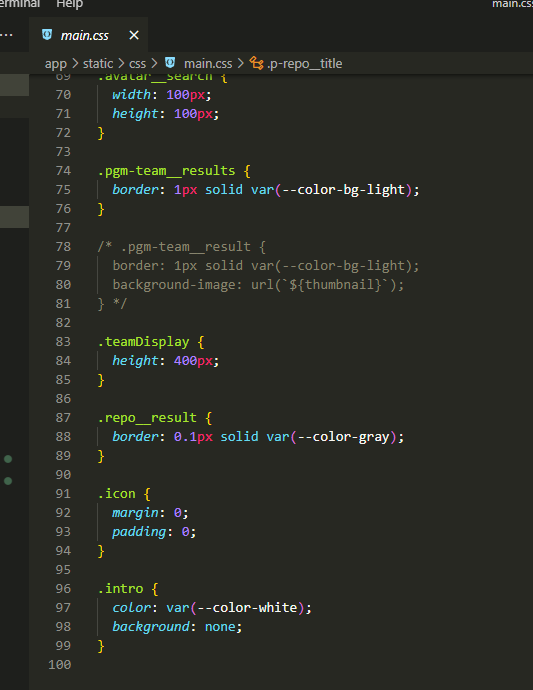 Terminal Help
main.css
main.css ×
app > static > css > main.css > .p-repo__title
69 .avatar__search {
70 width: 100px;
71 height: 100px;
72 }
73
74 .pgm-team__results {
75 border: 1px solid var(--color-bg-light);
76 }
77
78 /* .pgm-team__result {
79 border: 1px solid var(--color-bg-light);
80 background-image: url(`${thumbnail}`);
81 } */
82
83 .teamDisplay {
84 height: 400px;
85 }
86
87 .repo__result {
88 border: 0.1px solid var(--color-gray);
89 }
90
91 .icon {
92 margin: 0;
93 padding: 0;
94 }
95
96 .intro {
97 color: var(--color-white);
98 background: none;
99 }
100